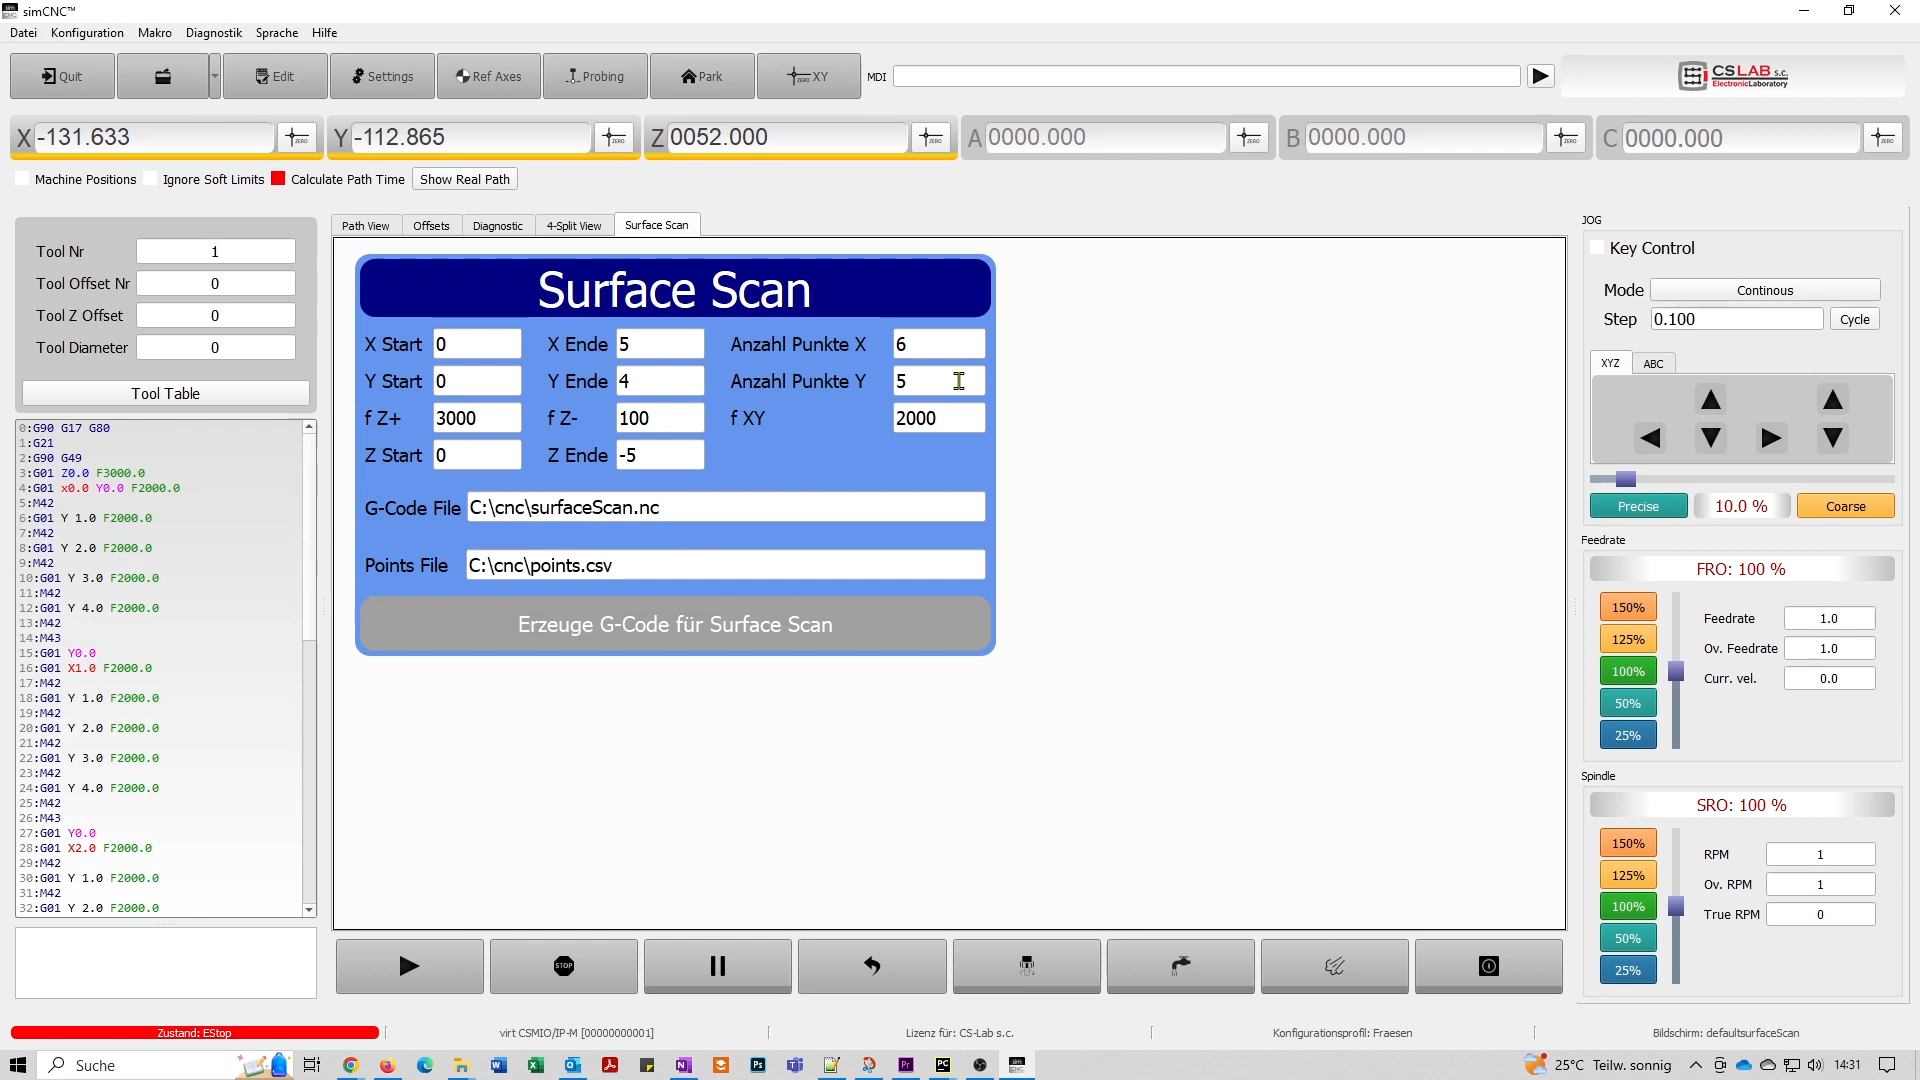 simCNC™
Datei Konfiguration Makro Diagnostik Sprache Hilfe
Quit Edit Settings Ref Axes Probing Park XY MDI CSLAB s.c.
ElectronicLaboratory
X -131.633 Y -112.865 Z 0052.000 A 0000.000 B 0000.000 C 0000.000
Machine Positions Ignore Soft Limits Calculate Path Time Show Real Path
Tool Nr 1
Tool Offset Nr 0
Tool Z Offset 0
Tool Diameter 0
Tool Table
0:G90 G17 G80
1:G21
2:G90 G49
3:G01 Z0.0 F3000.0
4:G01 x0.0 Y0.0 F2000.0
5:M42
6:G01 Y 1.0 F2000.0
7:M42
8:G01 Y 2.0 F2000.0
9:M42
10:G01 Y 3.0 F2000.0
11:M42
12:G01 Y 4.0 F2000.0
13:M42
14:M43
15:G01 Y0.0
16:G01 X1.0 F2000.0
17:M42
18:G01 Y 1.0 F2000.0
19:M42
20:G01 Y 2.0 F2000.0
21:M42
22:G01 Y 3.0 F2000.0
23:M42
24:G01 Y 4.0 F2000.0
25:M42
26:M43
27:G01 Y0.0
28:G01 X2.0 F2000.0
29:M42
30:G01 Y 1.0 F2000.0
31:M42
32:G01 Y 2.0 F2000.0
Path View Offsets Diagnostic 4-Split View Surface Scan
Surface Scan
X Start 0 X Ende 5 Anzahl Punkte X 6
Y Start 0 Y Ende 4 Anzahl Punkte Y 5
f Z+ 3000 f Z- 100 f XY 2000
Z Start 0 Z Ende -5
G-Code File C:\cnc\surfaceScan.nc
Points File C:\cnc\points.csv
Erzeuge G-Code für Surface Scan
STOP
JOG
Key Control
Mode Continous
Step 0.100 Cycle
XYZ ABC
Precise 10.0 % Coarse
Feedrate
FRO: 100 %
150%
125%
100%
50%
25%
Feedrate 1.0
Ov. Feedrate 1.0
Curr. vel. 0.0
Spindle
SRO: 100 %
150%
125%
100%
50%
25%
RPM 1
Ov. RPM 1
True RPM 0
Zustand: EStop virt CSMIO/IP-M [00000000001] Lizenz für: CS-Lab s.c. Konfigurationsprofil: Fraesen Bildschirm: defaultsurfaceScan
Suche 25°C Teilw. sonnig 14:31